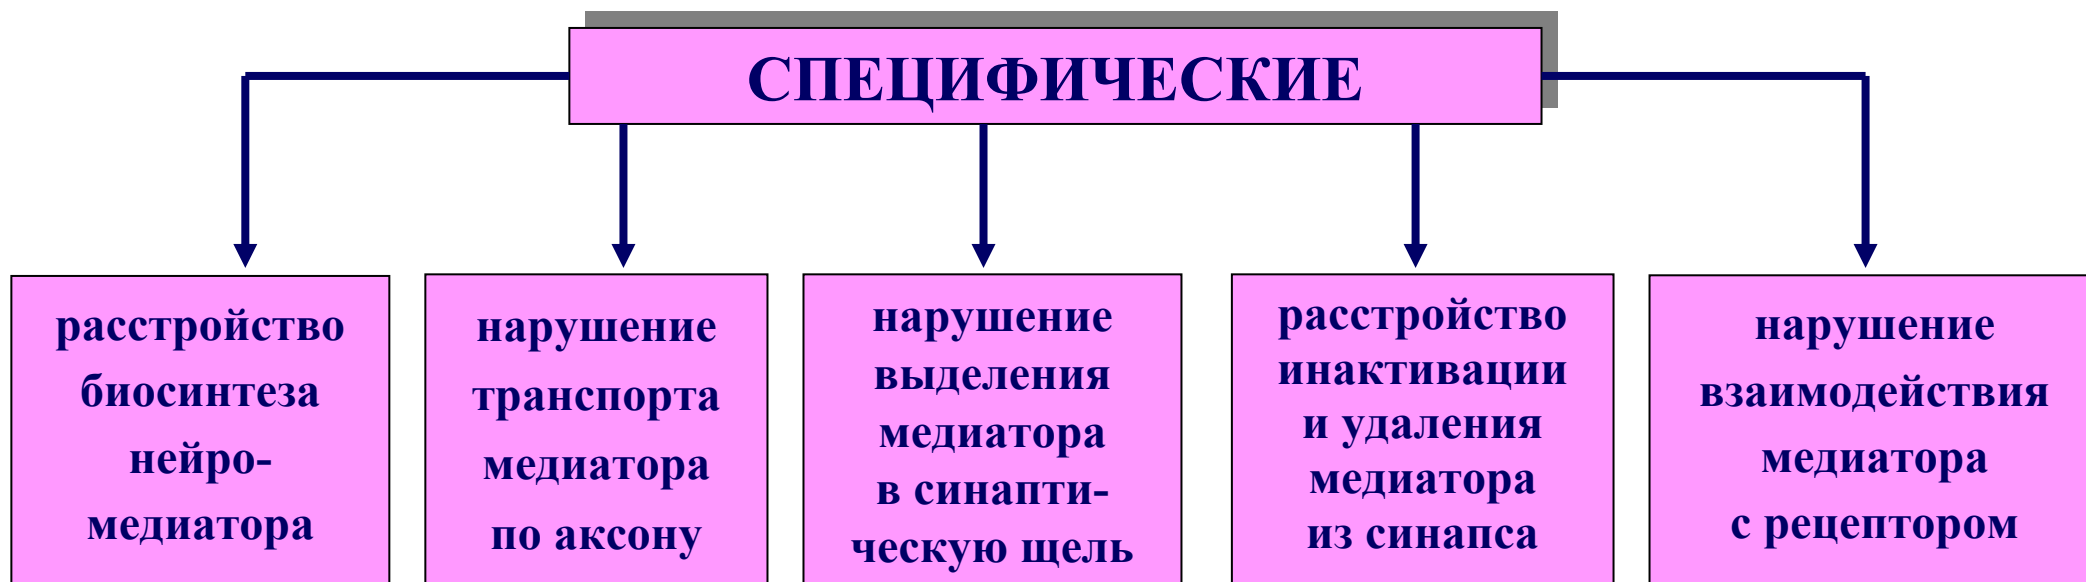 СПЕЦИФИЧЕСКИЕ
расстройство
биосинтеза
нейро-
медиатора
нарушение
транспорта
медиатора
по аксону
нарушение
выделения
медиатора
в синапти-
ческую щель
расстройство
инактивации
и удаления
медиатора
из синапса
нарушение
взаимодействия
медиатора
с рецептором